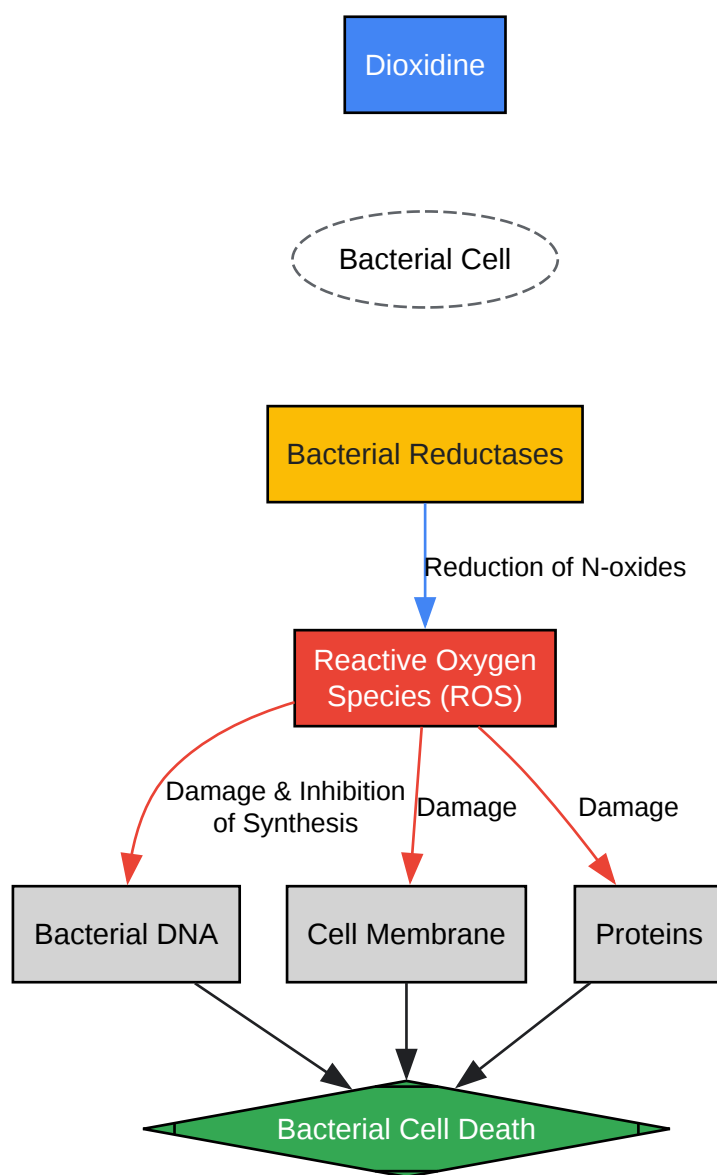 Dioxidine
Bacterial Cell
Bacterial Reductases
Reduction of N-oxides
Reactive Oxygen
Species (ROS)
Damage & Inhibition
of Synthesis
Damage
Damage
Bacterial DNA
Cell Membrane
Proteins
Bacterial Cell Death